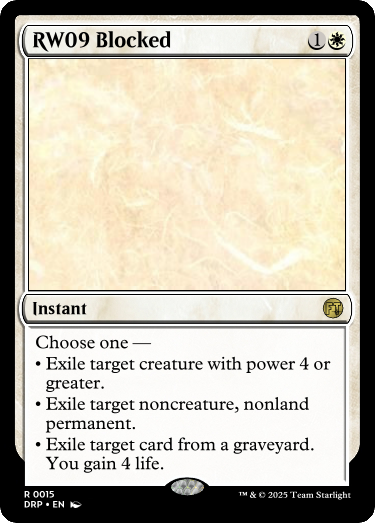 RW09 Blocked 1
Instant FT
Choose one —
• Exile target creature with power 4 or
greater.
• Exile target noncreature, nonland
permanent.
• Exile target card from a graveyard.
You gain 4 life.
R 0015
DRP • EN
™ & © 2025 Team Starlight